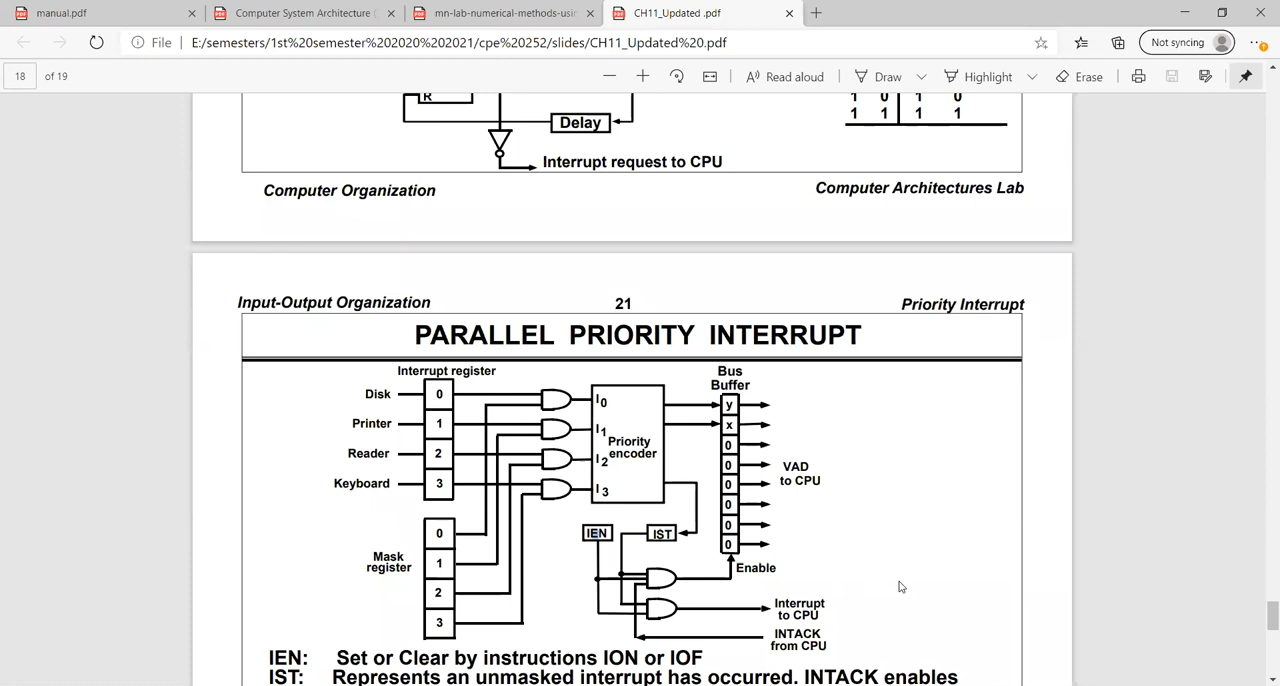 manual.pdf
Computer System Architecture (
mn-lab-numerical-methods-usin
CH11_Updated .pdf
File | E:/semesters/1st%20semester%202020%202021/cpe%20252/slides/CH11_Updated%20.pdf
Not syncing
18 of 19
Read aloud
Draw
Highlight
Erase
R
1 0 1 0
1 1 1 1
Delay
Interrupt request to CPU
Computer Organization
Computer Architectures Lab
Input-Output Organization
21
Priority Interrupt
PARALLEL PRIORITY INTERRUPT
Interrupt register
Bus
Buffer
Disk 0
Printer 1
Reader 2
Keyboard 3
I0
I1
I2
I3
Priority
encoder
y
x
0
0
0
0
0
0
VAD
to CPU
Mask
register
0
1
2
3
IEN
IST
Enable
Interrupt
to CPU
INTACK
from CPU
IEN: Set or Clear by instructions ION or IOF
IST: Represents an unmasked interrupt has occurred. INTACK enables